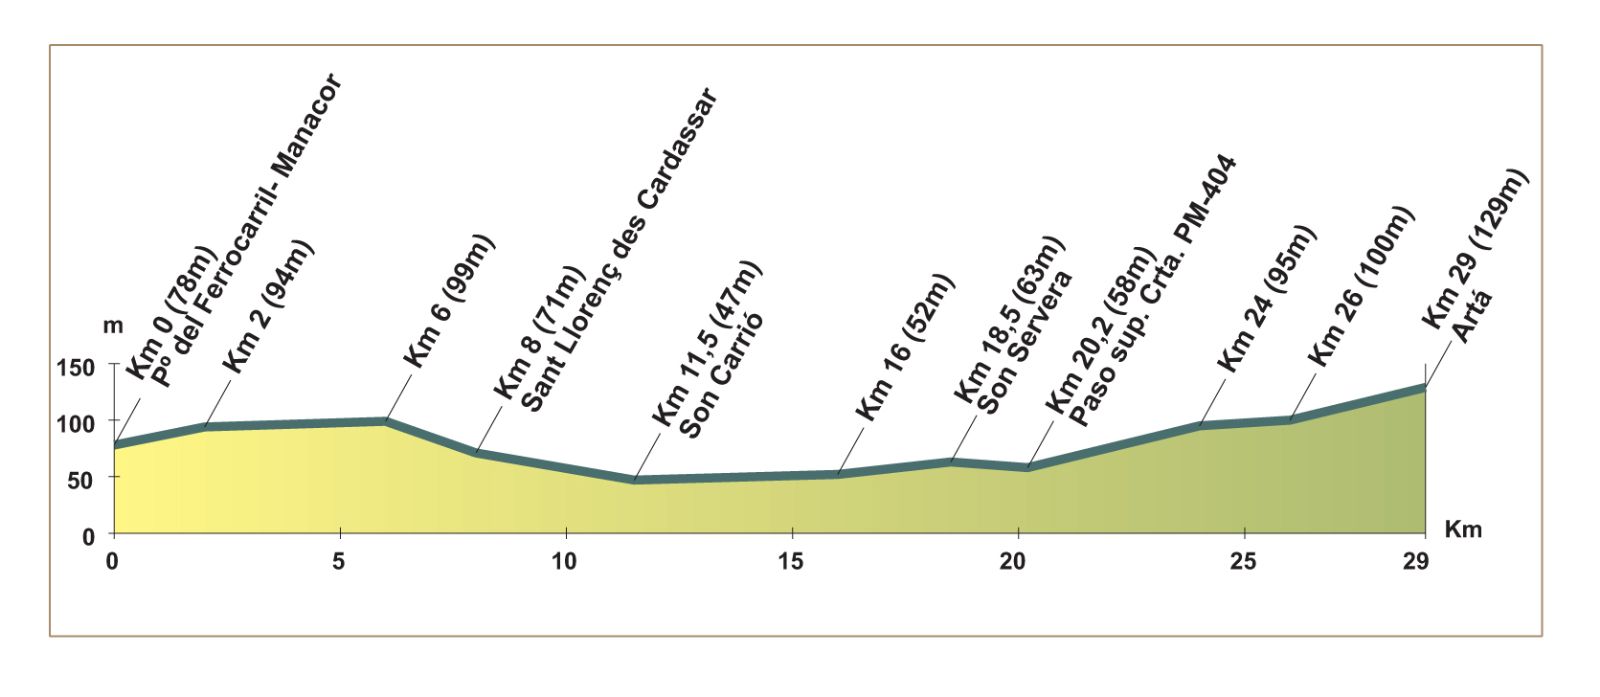 Km 0 (78m)
Pº del Ferrocarril- Manacor
Km 2 (94m)
Km 6 (99m)
Km 8 (71m)
Sant Llorenç des Cardassar
Km 11,5 (47m)
Son Carrió
Km 16 (52m)
Km 18,5 (63m)
Son Servera
Km 20,2 (58m)
Paso sup. Crta. PM-404
Km 24 (95m)
Km 26 (100m)
Km 29 (129m)
Artá
m
150
100
50
0
0
5
10
15
20
25
29
Km